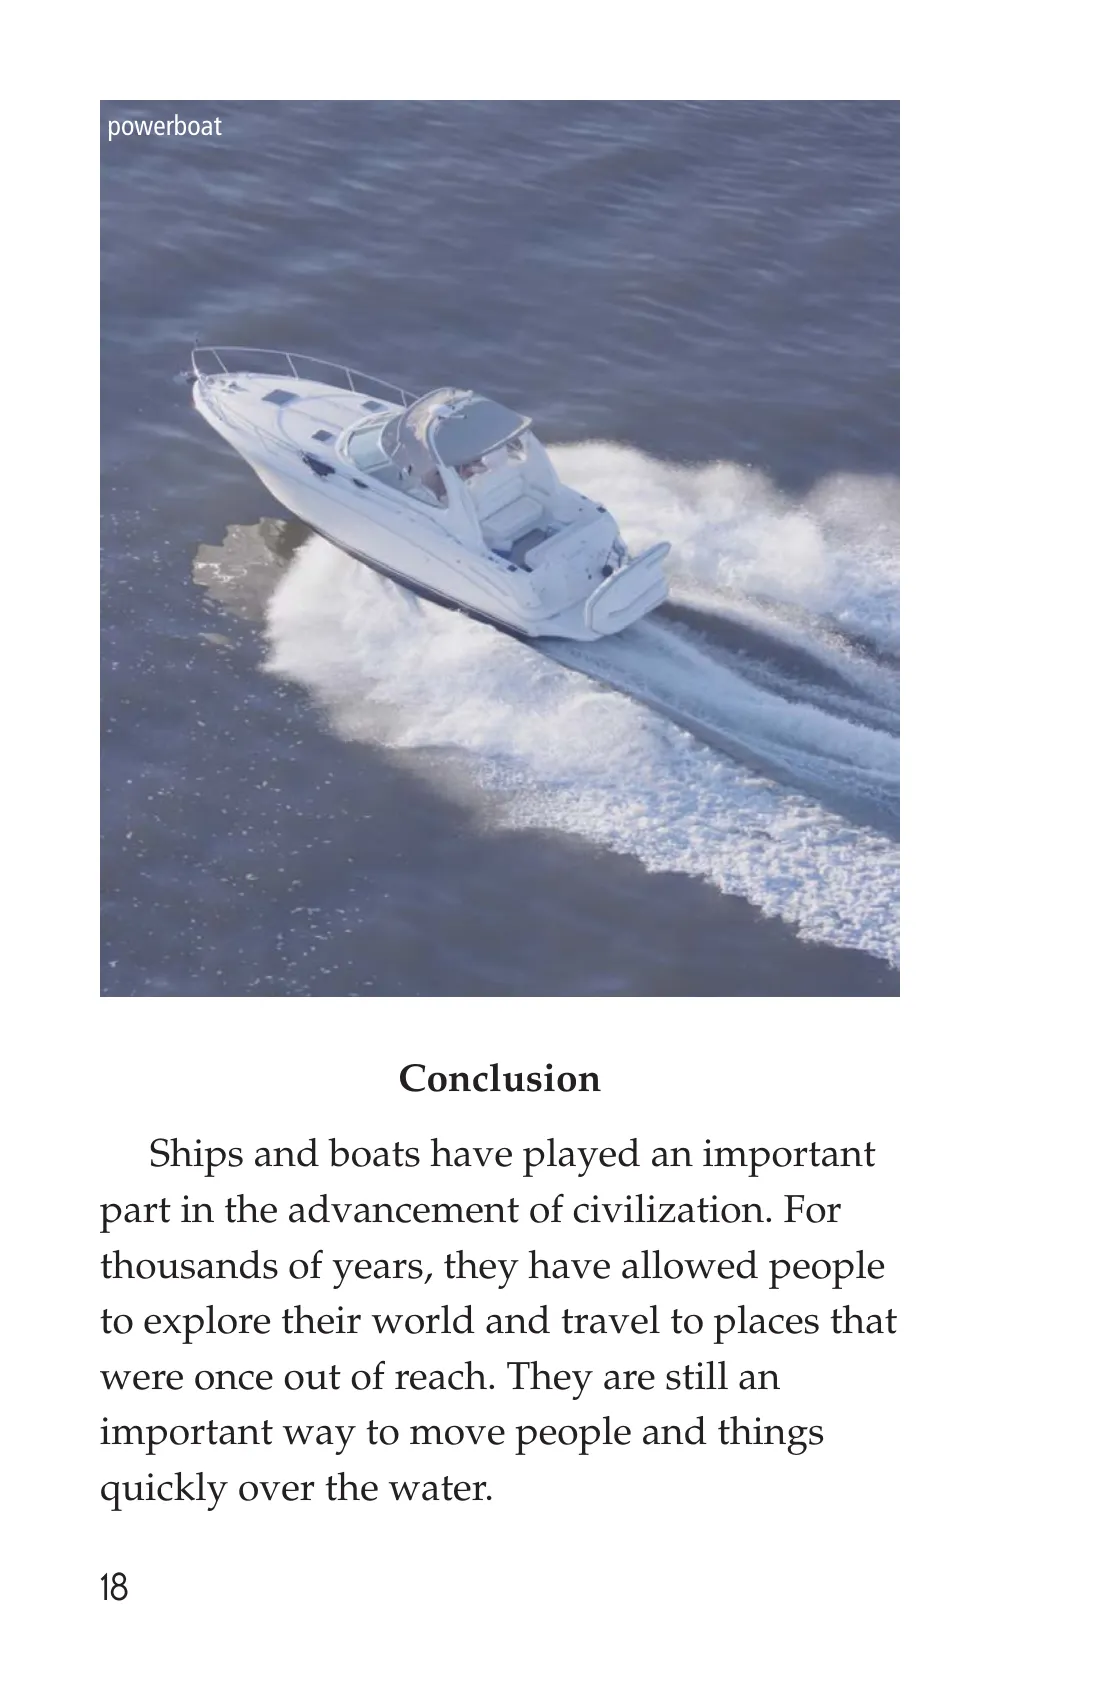 powerboat
Conclusion
Ships and boats have played an important
part in the advancement of civilization. For
thousands of years, they have allowed people
to explore their world and travel to places that
were once out of reach. They are still an
important way to move people and things
quickly over the water.
18